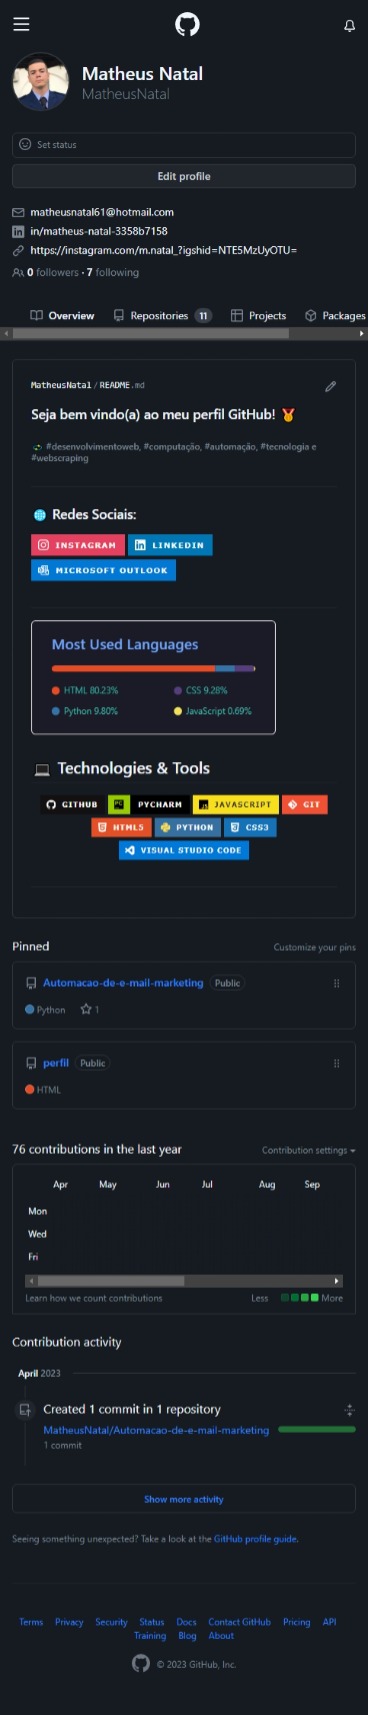 Matheus Natal
MatheusNatal
Set status
Edit profile
matheusnatal61@hotmail.com
in/matheus-natal-3358b7158
https://instagram.com/m.natal_?igshid=NTE5MzUyOTU=
0 followers · 7 following
Overview Repositories 11 Projects Packages
MatheusNatal/README.md
Seja bem vindo(a) ao meu perfil GitHub!
#desenvolvimentoweb, #computação, #automação, #tecnologia e
#webscraping
Redes Sociais:
INSTAGRAM LINKEDIN
MICROSOFT OUTLOOK
Most Used Languages
HTML 80.23% CSS 9.28%
Python 9.80% JavaScript 0.69%
Technologies & Tools
GITHUB PC PYCHARM JAVASCRIPT GIT
HTML5 PYTHON CSS3
VISUAL STUDIO CODE
Pinned Customize your pins
Automacao-de-e-mail-marketing Public
Python 1
perfil Public
HTML
76 contributions in the last year Contribution settings
Apr May Jun Jul Aug Sep
Mon
Wed
Fri
Learn how we count contributions Less More
Contribution activity
April 2023
Created 1 commit in 1 repository
MatheusNatal/Automacao-de-e-mail-marketing
1 commit
Show more activity
Seeing something unexpected? Take a look at the GitHub profile guide.
Terms Privacy Security Status Docs Contact GitHub Pricing API
Training Blog About
© 2023 GitHub, Inc.